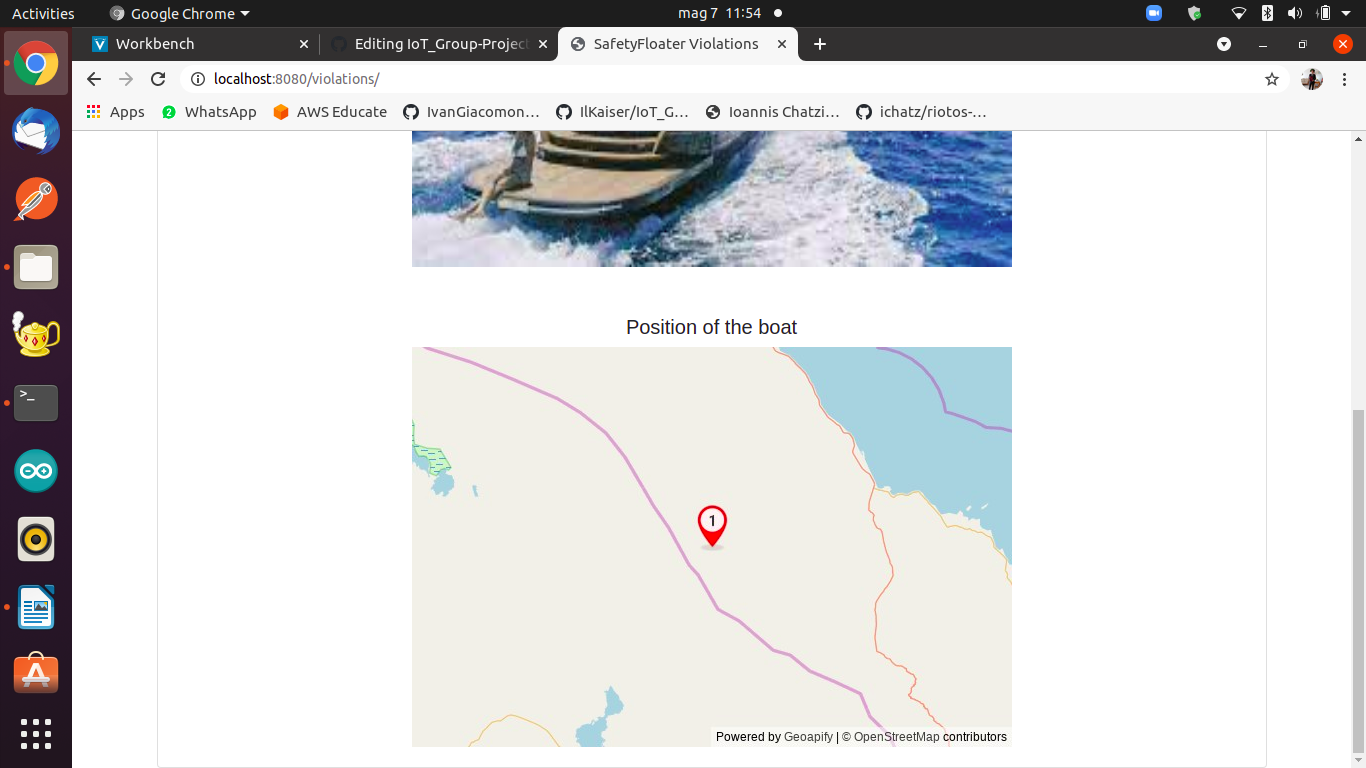 Activities
Google Chrome
mag 7 11:54
Workbench
Editing IoT_Group-Projec
SafetyFloater Violations
localhost:8080/violations/
Apps
WhatsApp
AWS Educate
IvanGiacomon...
IlKaiser/IoT_G...
Ioannis Chatzi...
ichatz/riotos-...
>_
Position of the boat
1
Powered by Geoapify | © OpenStreetMap contributors